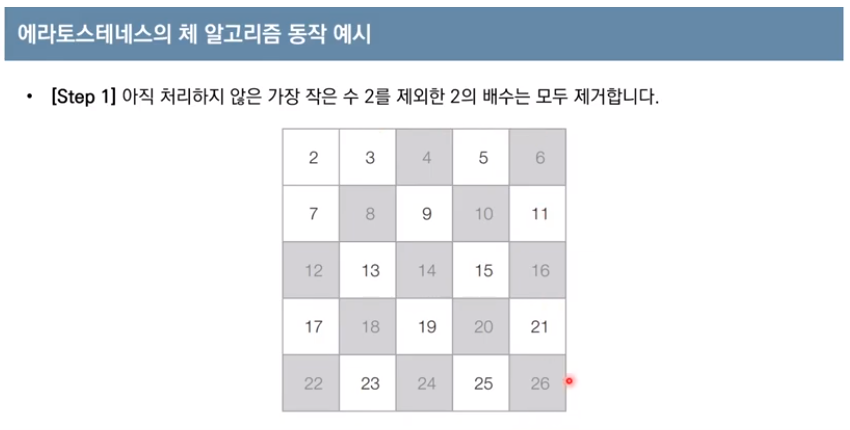 에라토스테네스의 체 알고리즘 동작 예시
• [Step 1] 아직 처리하지 않은 가장 작은 수 2를 제외한 2의 배수는 모두 제거합니다.
2 3 4 5 6
7 8 9 10 11
12 13 14 15 16
17 18 19 20 21
22 23 24 25 26